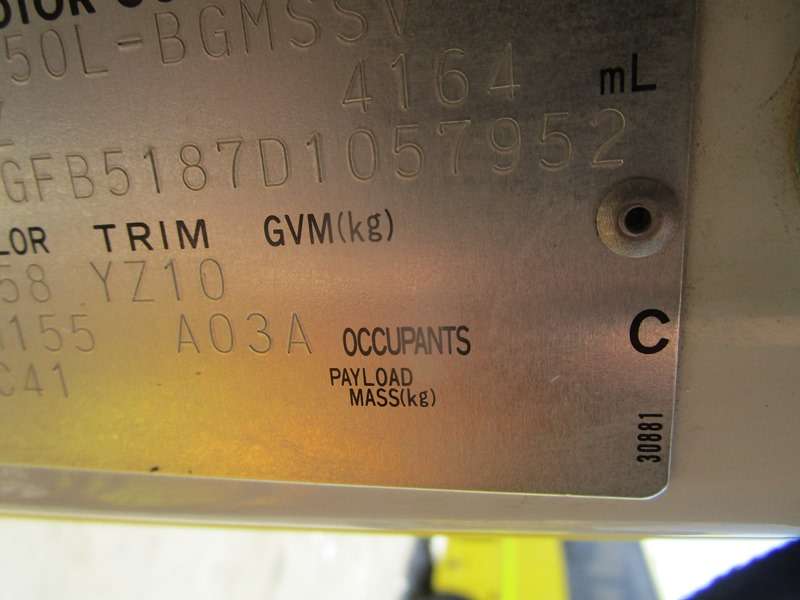 50L-BGMSSV
4164 mL
GFB5187D1057952
LOR TRIM GVM(kg)
58 YZ10
155 A03A OCCUPANTS C
C41 PAYLOAD
MASS(kg)
30881